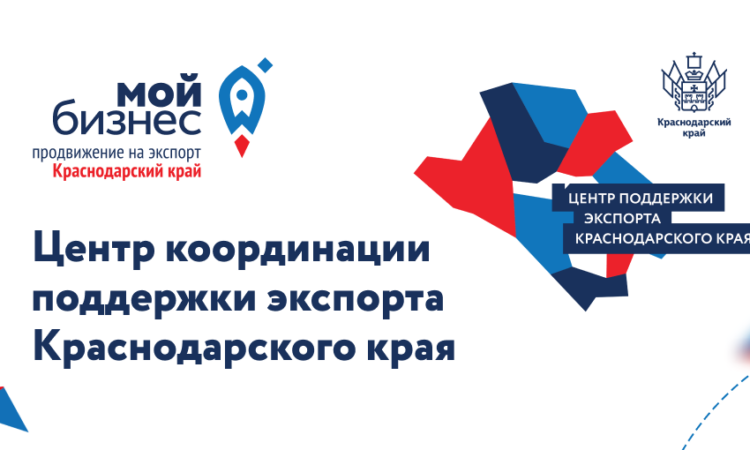 мой
бизнес
продвижение на экспорт
Краснодарский край
Краснодарский
край
ЦЕНТР ПОДДЕРЖКИ
ЭКСПОРТА
КРАСНОДАРСКОГО КРАЯ
Центр координации
поддержки экспорта
Краснодарского края